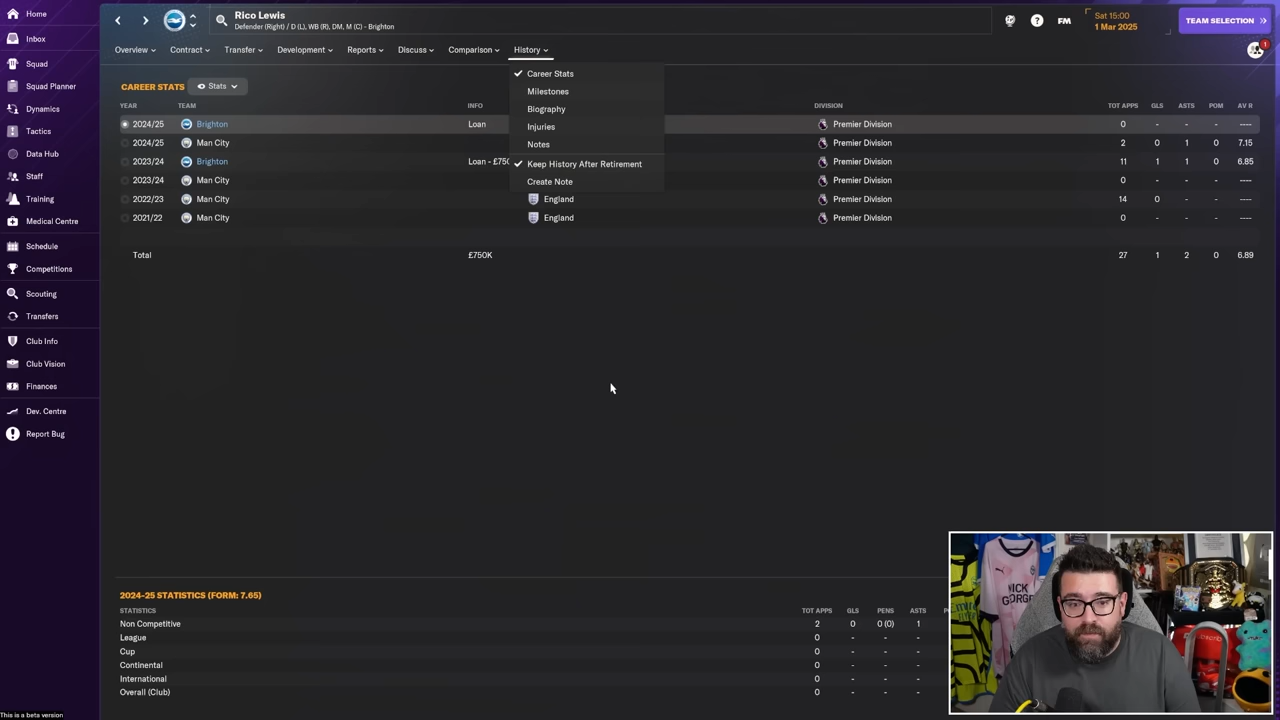 Home
Inbox
Squad
Squad Planner
Dynamics
Tactics
Data Hub
Staff
Training
Medical Centre
Schedule
Competitions
Scouting
Transfers
Club Info
Club Vision
Finances
Dev. Centre
Report Bug
This is a beta version
Rico Lewis
Defender (Right) / D (L), WB (R), DM, M (C) - Brighton
FM
Sat 15:00
1 Mar 2025
TEAM SELECTION
1
Overview Contract Transfer Development Reports Discuss Comparison History
Career Stats
Milestones
Biography
Injuries
Notes
Keep History After Retirement
Create Note
CAREER STATS Stats
YEAR TEAM INFO DIVISION TOT APPS GLS ASTS POM AV R
2024/25 Brighton Loan Premier Division 0 - - - ----
2024/25 Man City Premier Division 2 0 1 0 7.15
2023/24 Brighton Loan - £750 Premier Division 11 1 1 0 6.85
2023/24 Man City Premier Division 0 - - - ----
2022/23 Man City England Premier Division 14 0 - - ----
2021/22 Man City England Premier Division 0 - - - ----
Total £750K 27 1 2 0 6.89
2024-25 STATISTICS (FORM: 7.65)
STATISTICS TOT APPS GLS PENS ASTS
Non Competitive 2 0 0 (0) 1
League 0 - - -
Cup 0 - - -
Continental 0 - - -
International 0 - - -
Overall (Club) 0 - - -